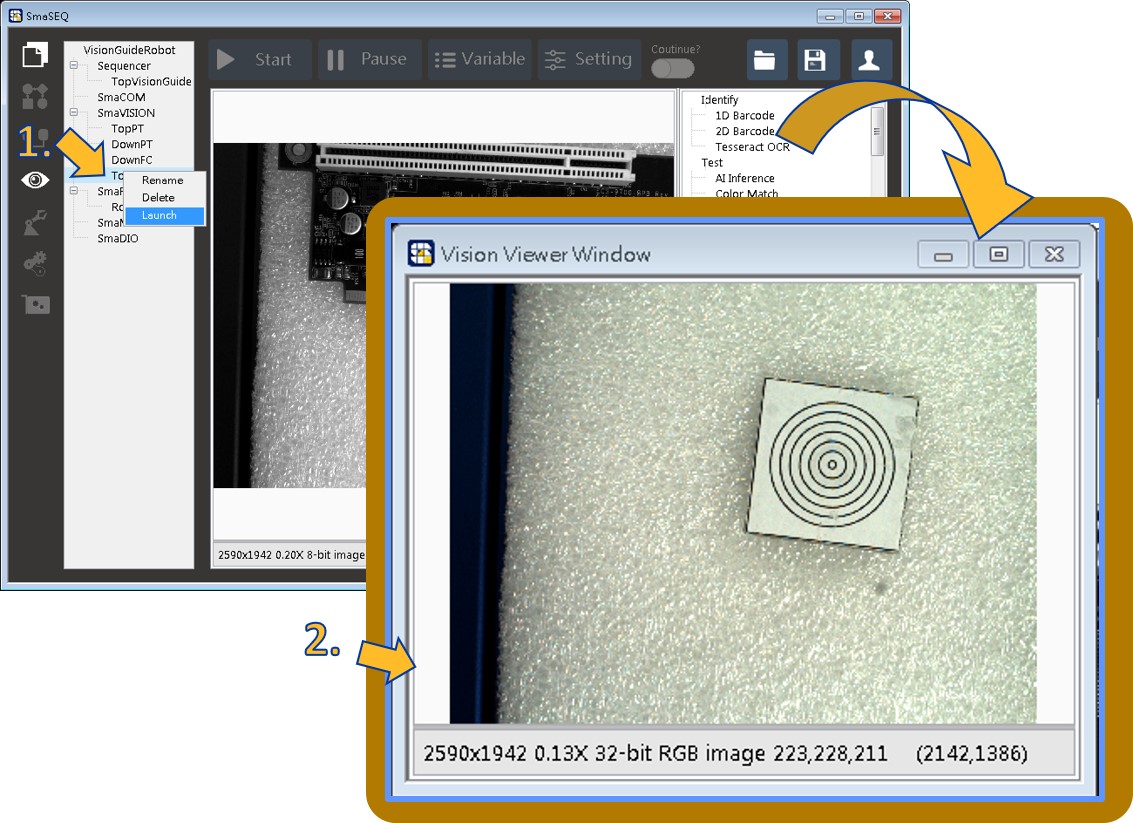 SmaSEQ
VisionGuideRobot
Sequencer
TopVisionGuide
SmaCOM
SmaVISION
TopPT
DownPT
DownFC
To
SmaF
Ro
SmaM
SmaDIO
1.
Rename
Delete
Launch
Start
Pause
Variable
Setting
Coutinue?
Identify
1D Barcode
2D Barcode
Tesseract OCR
Test
AI Inference
Color Match
2590x1942 0.20X 8-bit image
2.
Vision Viewer Window
2590x1942 0.13X 32-bit RGB image 223,228,211 (2142,1386)